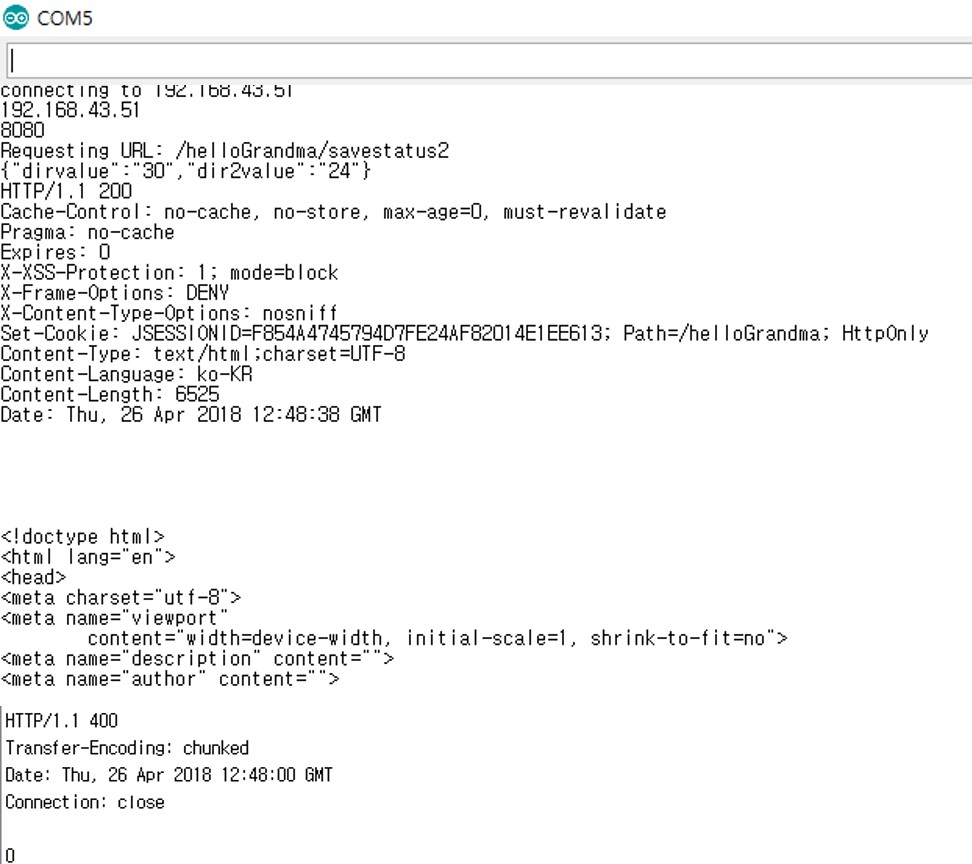 COM5
connecting to 192.168.43.51
192.168.43.51
8080
Requesting URL: /helloGrandma/savestatus2
{"dirvalue":"30","dir2value":"24"}
HTTP/1.1 200
Cache-Control: no-cache, no-store, max-age=0, must-revalidate
Pragma: no-cache
Expires: 0
X-XSS-Protection: 1; mode=block
X-Frame-Options: DENY
X-Content-Type-Options: nosniff
Set-Cookie: JSESSIONID=F854A4745794D7FE24AF82014E1EE613; Path=/helloGrandma; HttpOnly
Content-Type: text/html;charset=UTF-8
Content-Language: ko-KR
Content-Length: 6525
Date: Thu, 26 Apr 2018 12:48:38 GMT
<!doctype html>
<html lang="en">
<head>
<meta charset="utf-8">
<meta name="viewport"
content="width=device-width, initial-scale=1, shrink-to-fit=no">
<meta name="description" content="">
<meta name="author" content="">
HTTP/1.1 400
Transfer-Encoding: chunked
Date: Thu, 26 Apr 2018 12:48:00 GMT
Connection: close
0